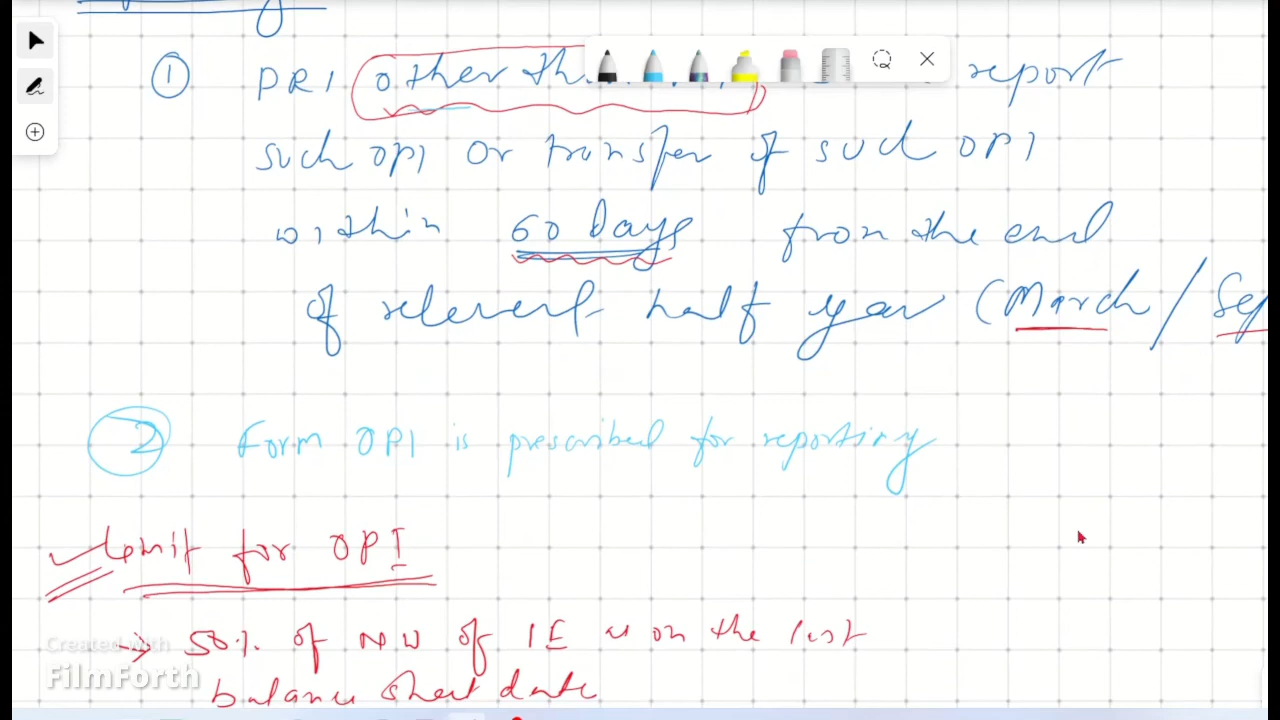 ① PRI other th report
such OPI or transfer of such OPI
within 60 Days from the end
of relevent half year (March / Sep
② Form OPI is prescribed for reporting
Limit for OPI
→ 50% of NW of IE as on the last
balance sheet date
Created with
FilmForth